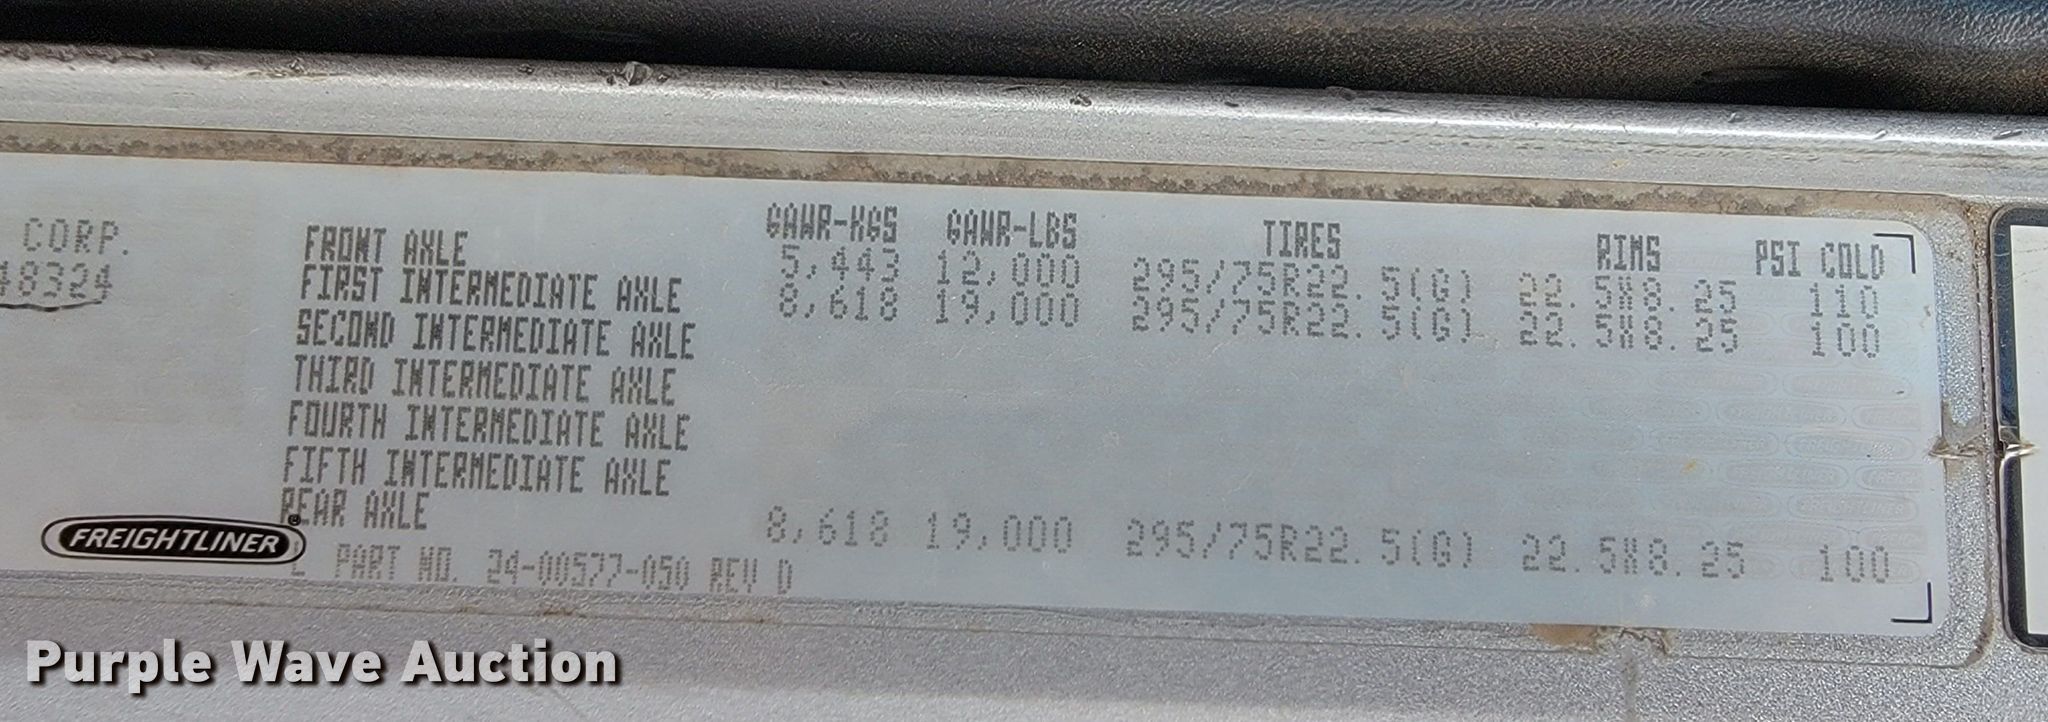 CORP.
48324
GAWR-KGS GAWR-LBS TIRES RIMS PSI COLD
FRONT AXLE 5,443 12,000 295/75R22.5(G) 22.5X8.25 110
FIRST INTERMEDIATE AXLE 8,618 19,000 295/75R22.5(G) 22.5X8.25 100
SECOND INTERMEDIATE AXLE
THIRD INTERMEDIATE AXLE
FOURTH INTERMEDIATE AXLE
FIFTH INTERMEDIATE AXLE
REAR AXLE 8,618 19,000 295/75R22.5(G) 22.5X8.25 100
FREIGHTLINER ®
PART NO. 24-00577-050 REV D
Purple Wave Auction